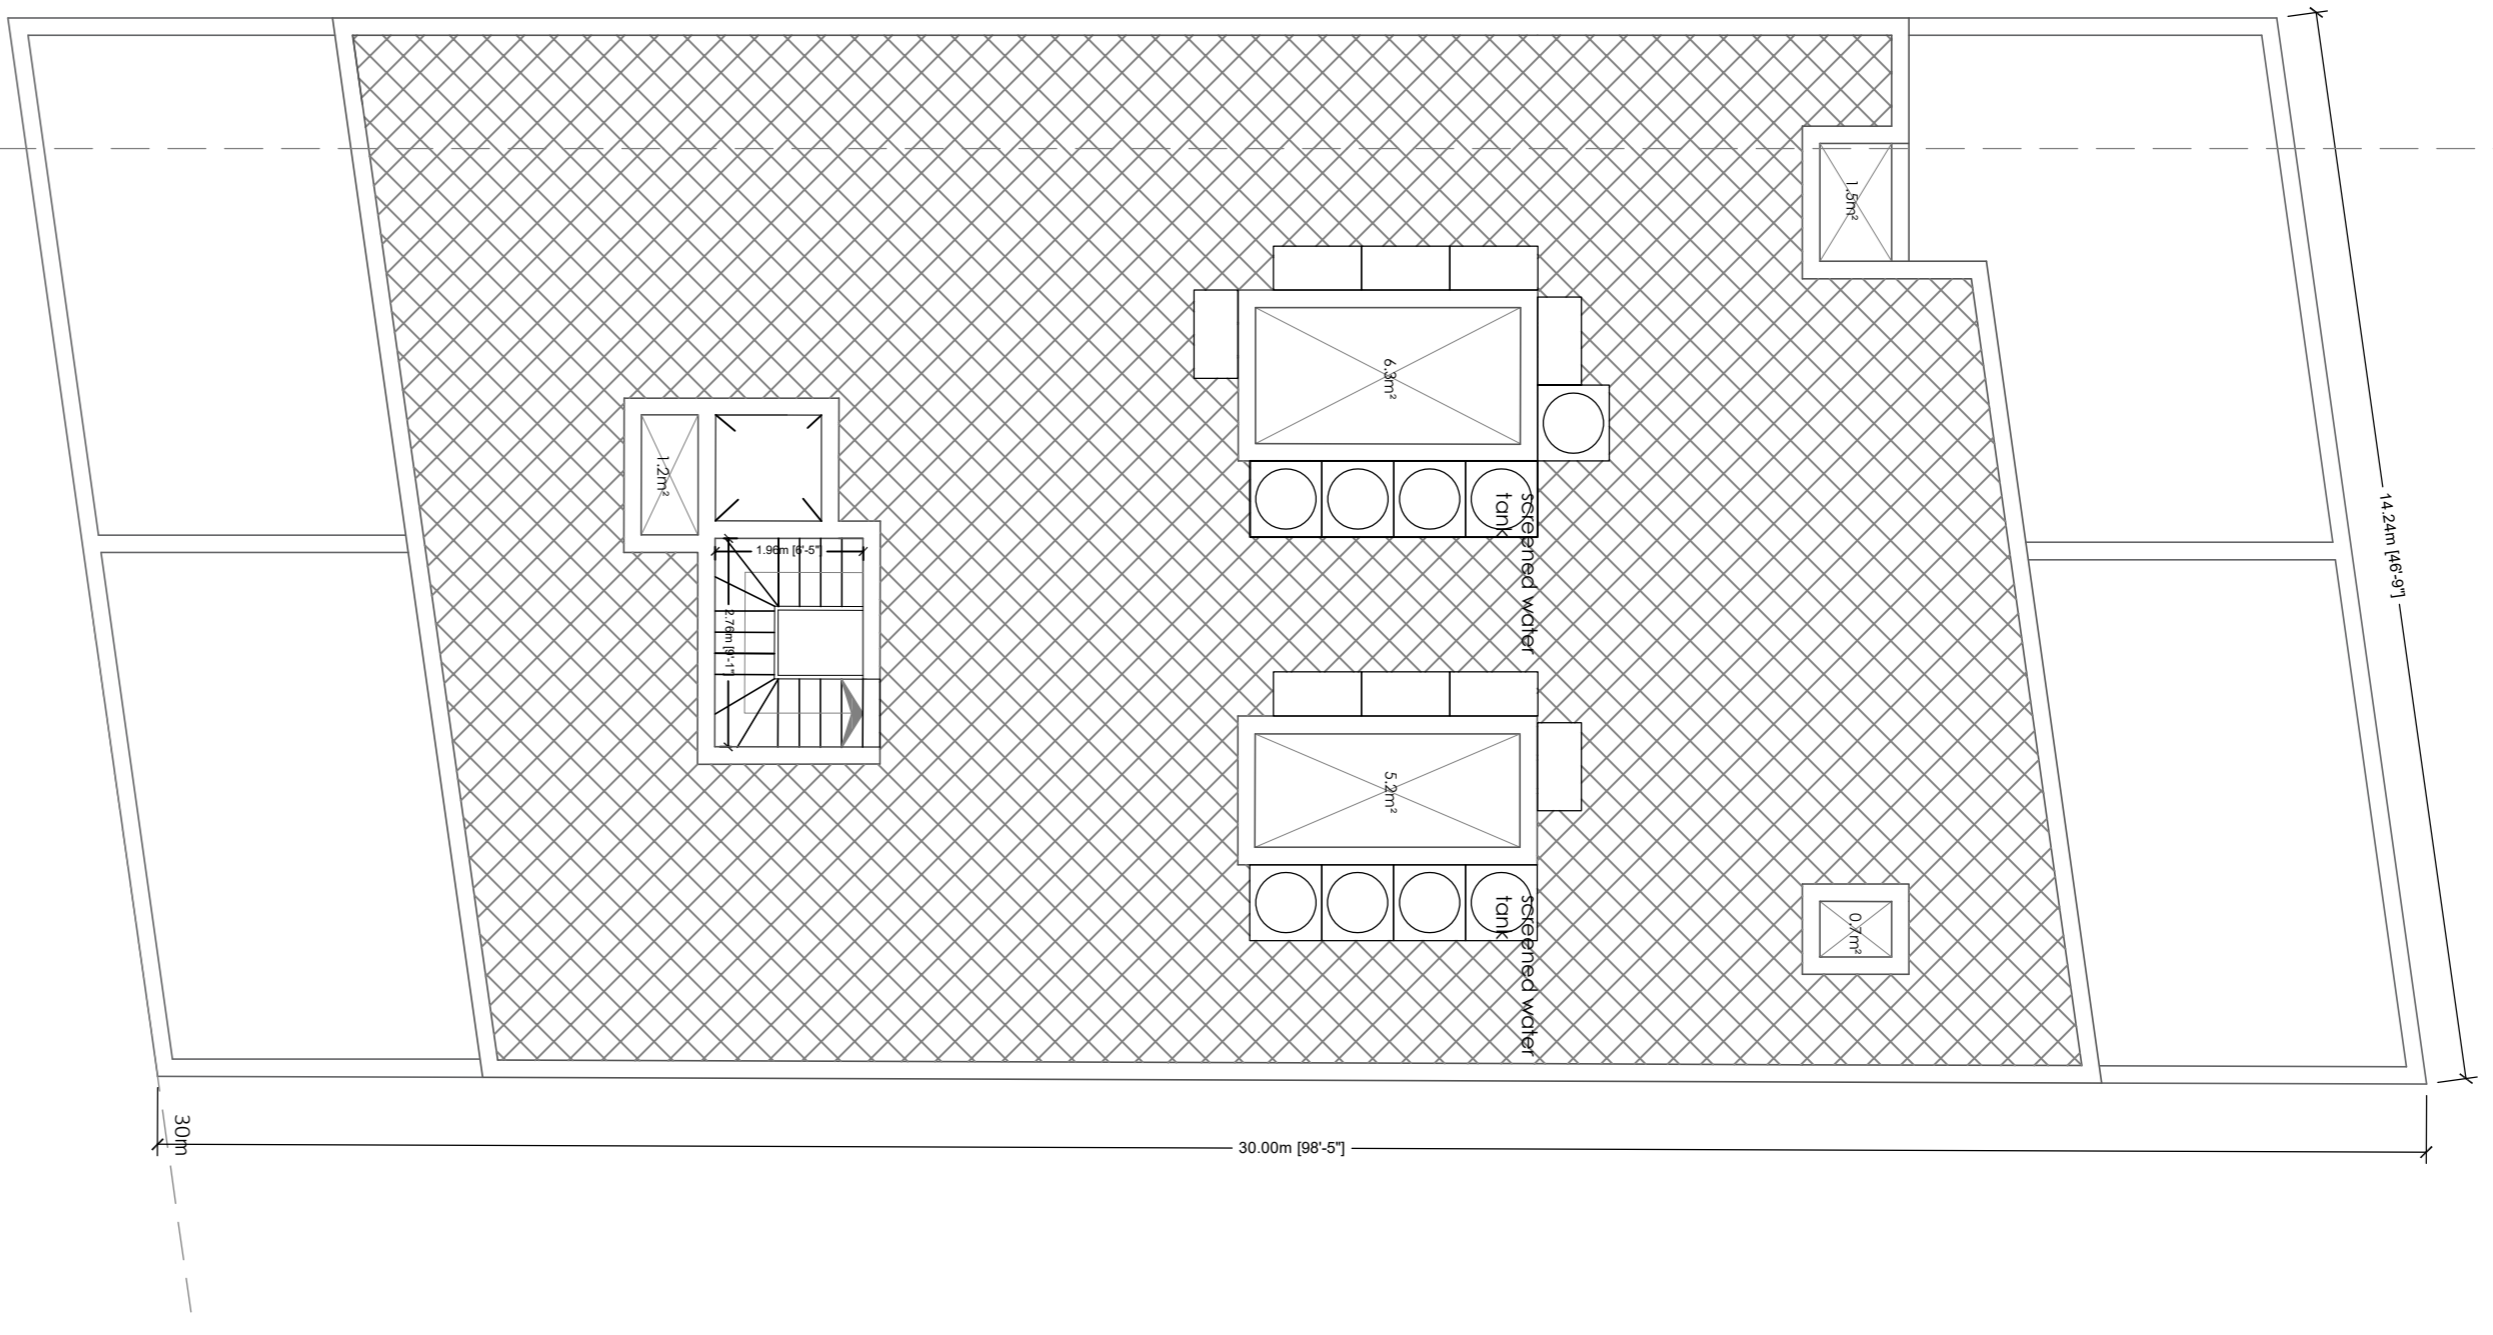 1.5m²
6.3m²
1.2m²
screened water
tank
1.96m [6'-5"]
2.76m [9'-1"]
14.24m [46'-9"]
5.2m²
screened water
tank
0.7m²
30m
30.00m [98'-5"]